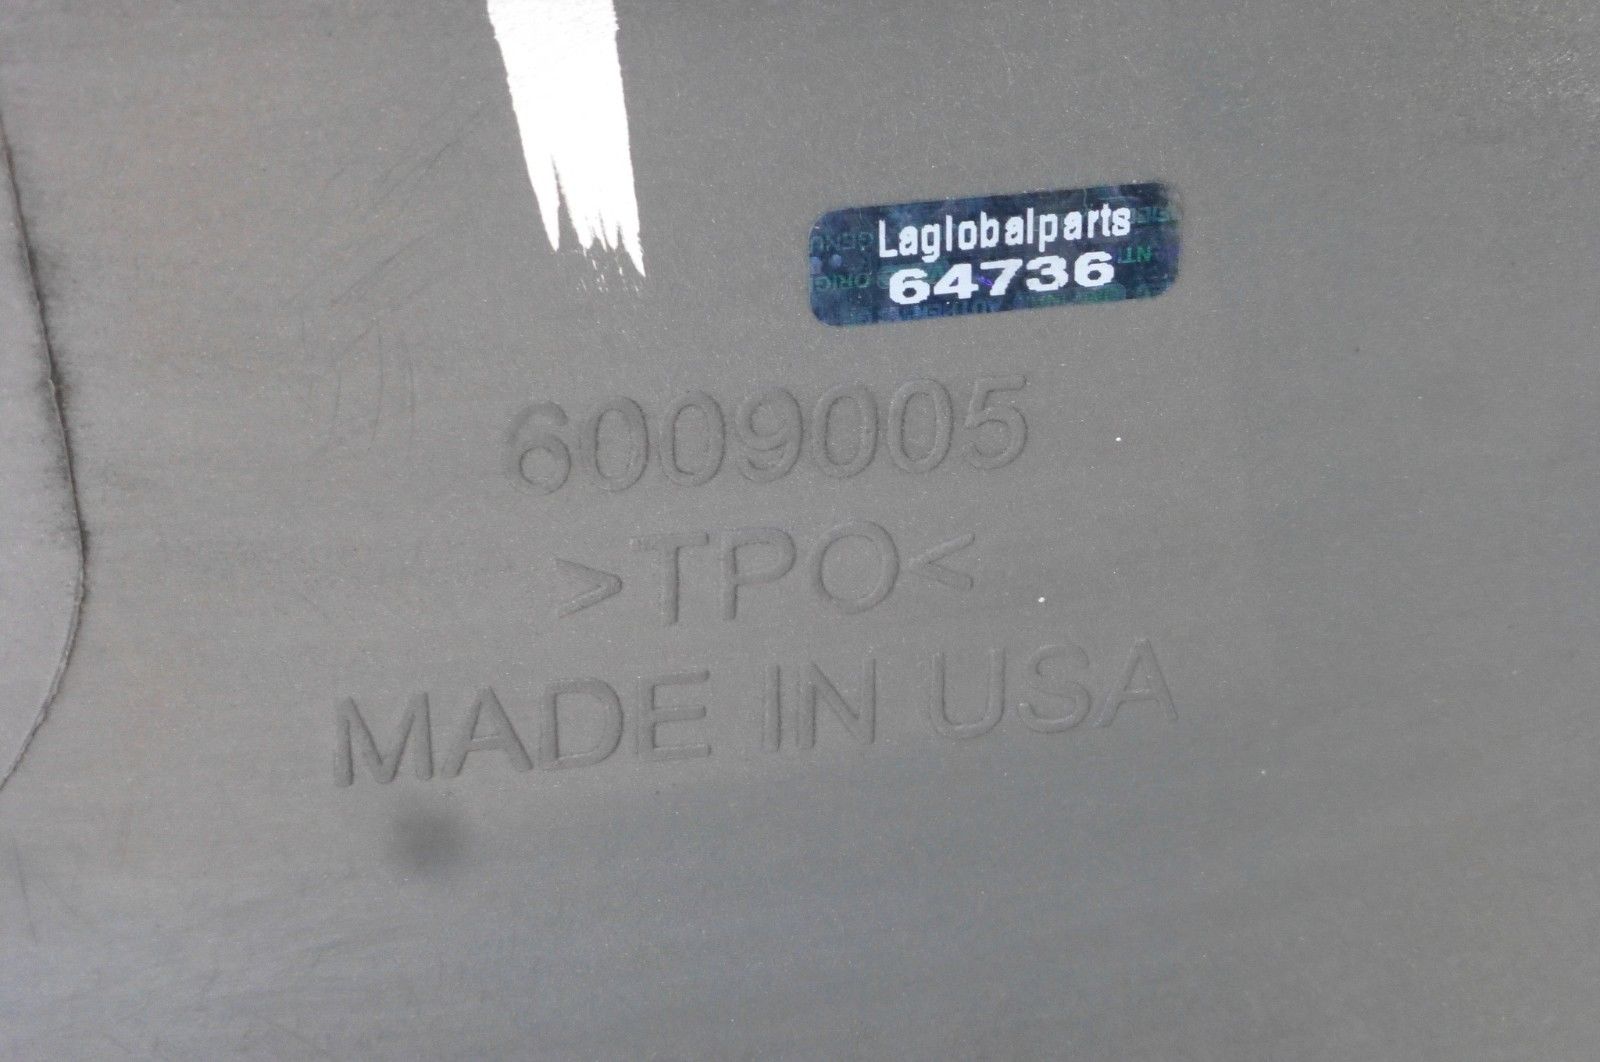 Laglobalparts
64736
6009005
>TPO<
MADE IN USA